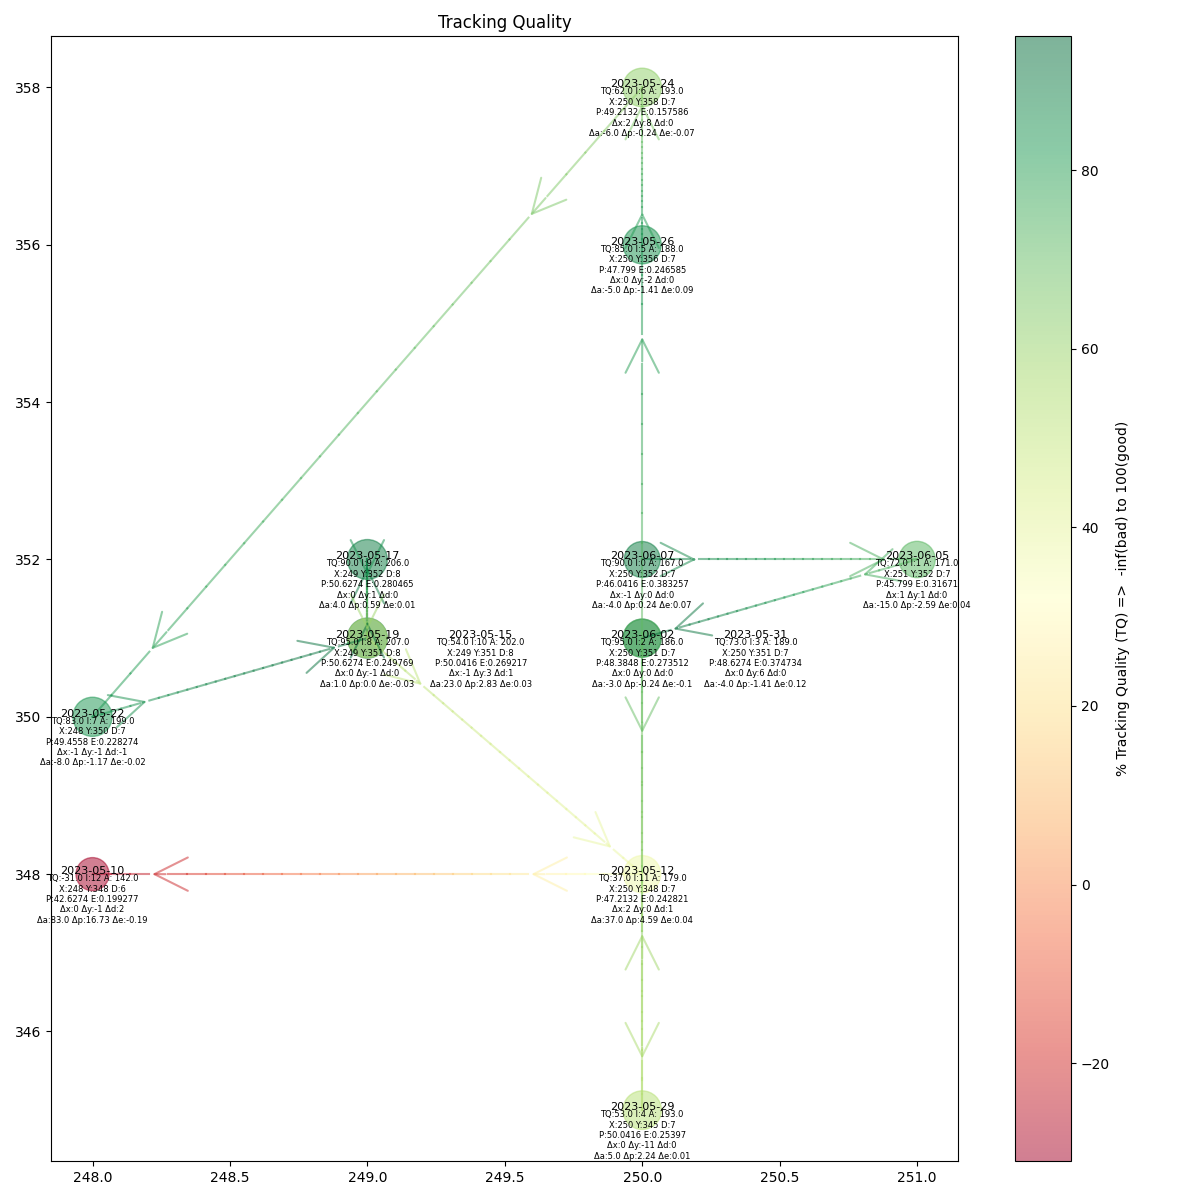 Tracking Quality
358
356
354
352
350
348
346
248.0
248.5
249.0
249.5
250.0
250.5
251.0
2023-05-24
TQ:62.0 I:6 A: 193.0
X:250 Y:358 D:7
P:49.2132 E:0.157586
Δx:2 Δy:8 Δd:0
Δa:-6.0 Δp:-0.24 Δe:-0.07
2023-05-26
TQ:85.0 I:5 A: 188.0
X:250 Y:356 D:7
P:47.799 E:0.246585
Δx:0 Δy:-2 Δd:0
Δa:-5.0 Δp:-1.41 Δe:0.09
2023-05-17
TQ:90.0 I:9 A: 206.0
X:249 Y:352 D:8
P:50.6274 E:0.280465
Δx:0 Δy:1 Δd:0
Δa:4.0 Δp:0.59 Δe:0.01
2023-06-07
TQ:90.0 I:0 A: 167.0
X:250 Y:352 D:7
P:46.0416 E:0.383257
Δx:-1 Δy:0 Δd:0
Δa:-4.0 Δp:0.24 Δe:0.07
2023-06-05
TQ:72.0 I:1 A: 171.0
X:251 Y:352 D:7
P:45.799 E:0.31671
Δx:1 Δy:1 Δd:0
Δa:-15.0 Δp:-2.59 Δe:0.04
2023-05-19
TQ:95.0 I:8 A: 207.0
X:249 Y:351 D:8
P:50.6274 E:0.249769
Δx:0 Δy:-1 Δd:0
Δa:1.0 Δp:0.0 Δe:-0.03
2023-05-15
TQ:54.0 I:10 A: 202.0
X:249 Y:351 D:8
P:50.0416 E:0.269217
Δx:-1 Δy:3 Δd:1
Δa:23.0 Δp:2.83 Δe:0.03
2023-06-02
TQ:95.0 I:2 A: 186.0
X:250 Y:351 D:7
P:48.3848 E:0.273512
Δx:0 Δy:0 Δd:0
Δa:-3.0 Δp:-0.24 Δe:-0.1
2023-05-31
TQ:73.0 I:3 A: 189.0
X:250 Y:351 D:7
P:48.6274 E:0.374734
Δx:0 Δy:6 Δd:0
Δa:-4.0 Δp:-1.41 Δe:0.12
2023-05-22
TQ:83.0 I:7 A: 199.0
X:248 Y:350 D:7
P:49.4558 E:0.228274
Δx:-1 Δy:-1 Δd:-1
Δa:-8.0 Δp:-1.17 Δe:-0.02
2023-05-10
TQ:-31.0 I:12 A: 142.0
X:248 Y:348 D:6
P:42.6274 E:0.199277
Δx:0 Δy:-1 Δd:2
Δa:83.0 Δp:16.73 Δe:-0.19
2023-05-12
TQ:37.0 I:11 A: 179.0
X:250 Y:348 D:7
P:47.2132 E:0.242821
Δx:2 Δy:0 Δd:1
Δa:37.0 Δp:4.59 Δe:0.04
2023-05-29
TQ:53.0 I:4 A: 193.0
X:250 Y:345 D:7
P:50.0416 E:0.25397
Δx:0 Δy:-11 Δd:0
Δa:5.0 Δp:2.24 Δe:0.01
80
60
40
20
0
−20
% Tracking Quality (TQ) => -inf(bad) to 100(good)